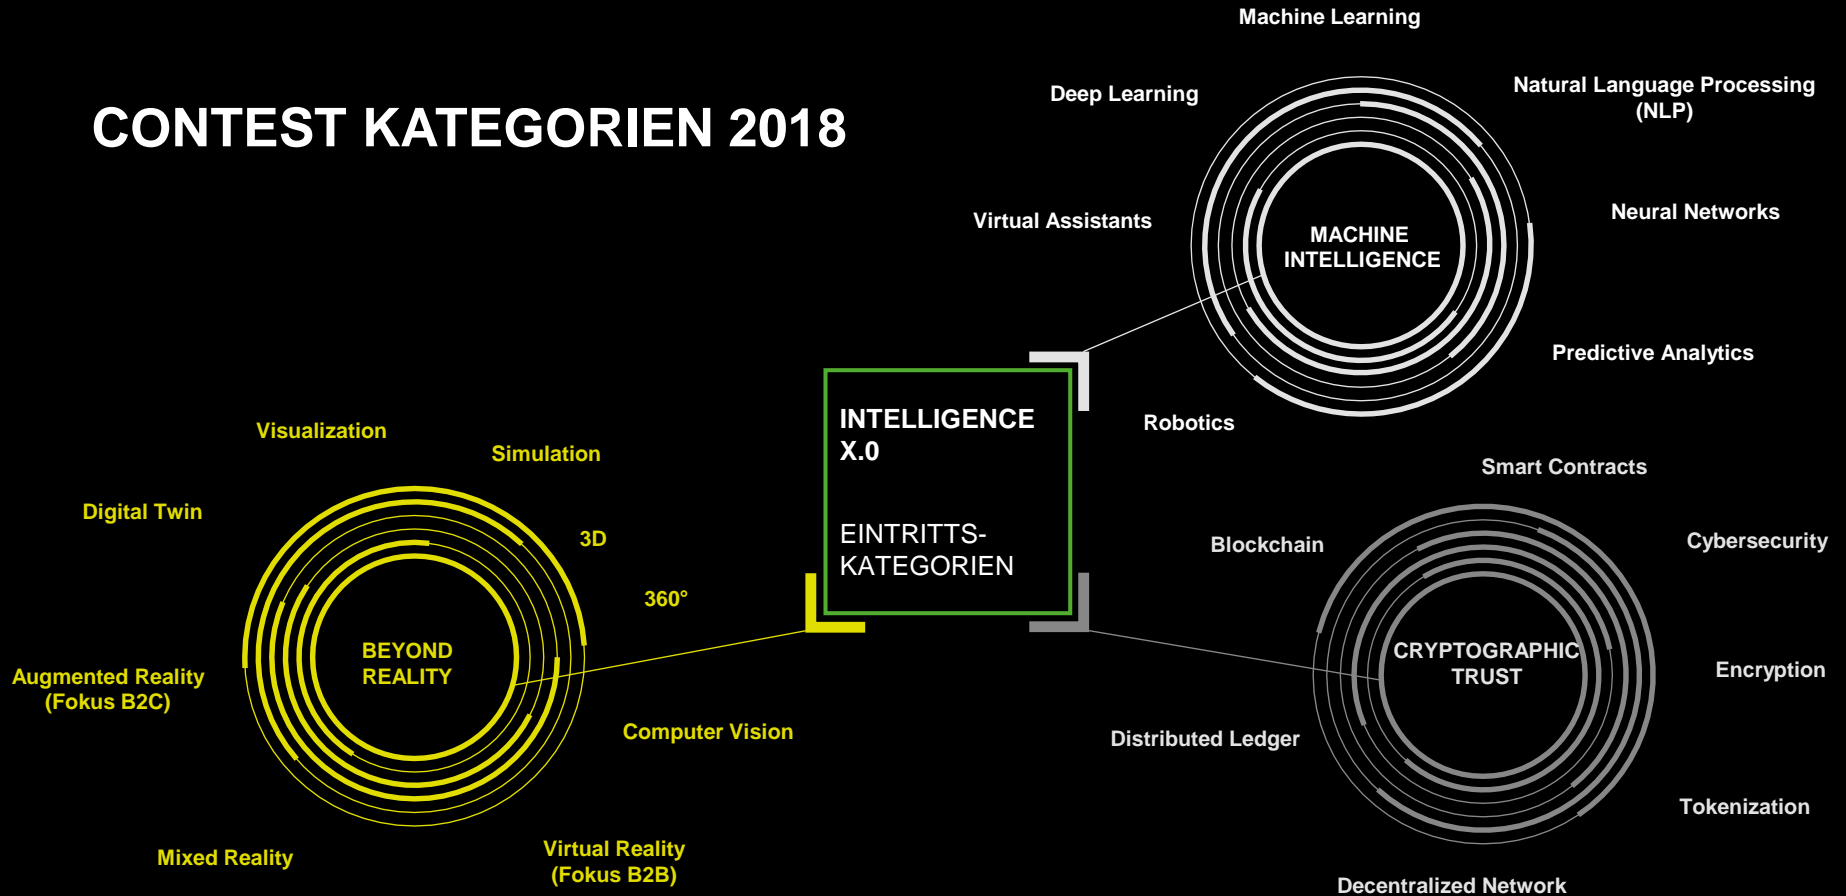 CONTEST KATEGORIEN 2018
Machine Learning
Deep Learning
Natural Language Processing
(NLP)
Virtual Assistants
Neural Networks
MACHINE
INTELLIGENCE
Predictive Analytics
Robotics
INTELLIGENCE
X.0
EINTRITTS-
KATEGORIEN
Visualization
Simulation
Digital Twin
3D
360°
BEYOND
REALITY
Augmented Reality
(Fokus B2C)
Computer Vision
Mixed Reality
Virtual Reality
(Fokus B2B)
Smart Contracts
Blockchain
Cybersecurity
CRYPTOGRAPHIC
TRUST
Encryption
Distributed Ledger
Tokenization
Decentralized Network